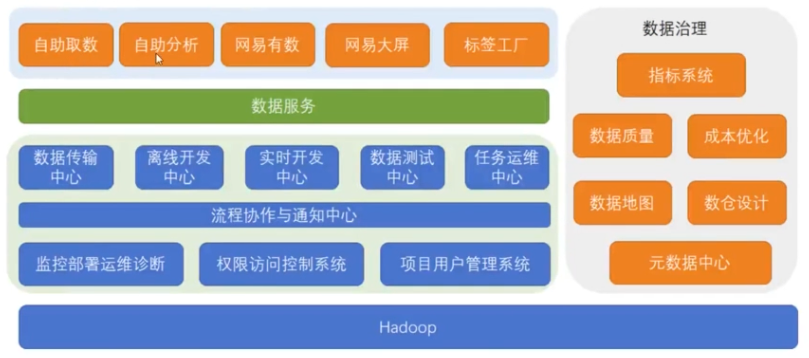 自助取数
自助分析
网易有数
网易大屏
标签工厂
数据服务
数据传输
中心
离线开发
中心
实时开发
中心
数据测试
中心
任务运维
中心
流程协作与通知中心
监控部署运维诊断
权限访问控制系统
项目用户管理系统
数据治理
指标系统
数据质量
成本优化
数据地图
数仓设计
元数据中心
Hadoop